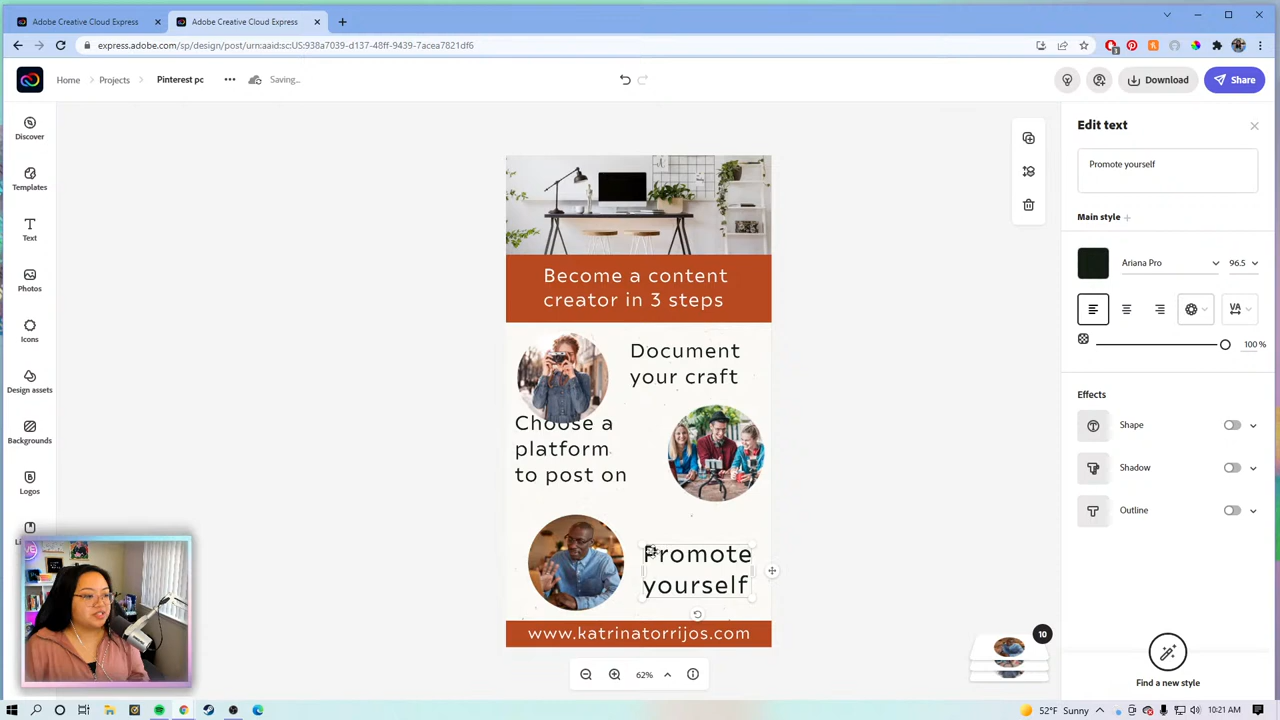 Adobe Creative Cloud Express
Adobe Creative Cloud Express
express.adobe.com/sp/design/post/urn:aaid:sc:US:938a7039-d137-48ff-9439-7acea7821df6
Home
Projects
Pinterest pc
Saving...
Download
Share
Discover
Templates
Text
Photos
Icons
Design assets
Backgrounds
Logos
Become a content
creator in 3 steps
Document
your craft
Choose a
platform
to post on
Promote
yourself
www.katrinatorrijos.com
62%
10
Edit text
Promote yourself
Main style
Ariana Pro
96.5
VA
100 %
Effects
Shape
Shadow
Outline
Find a new style
52°F Sunny
10:21 AM